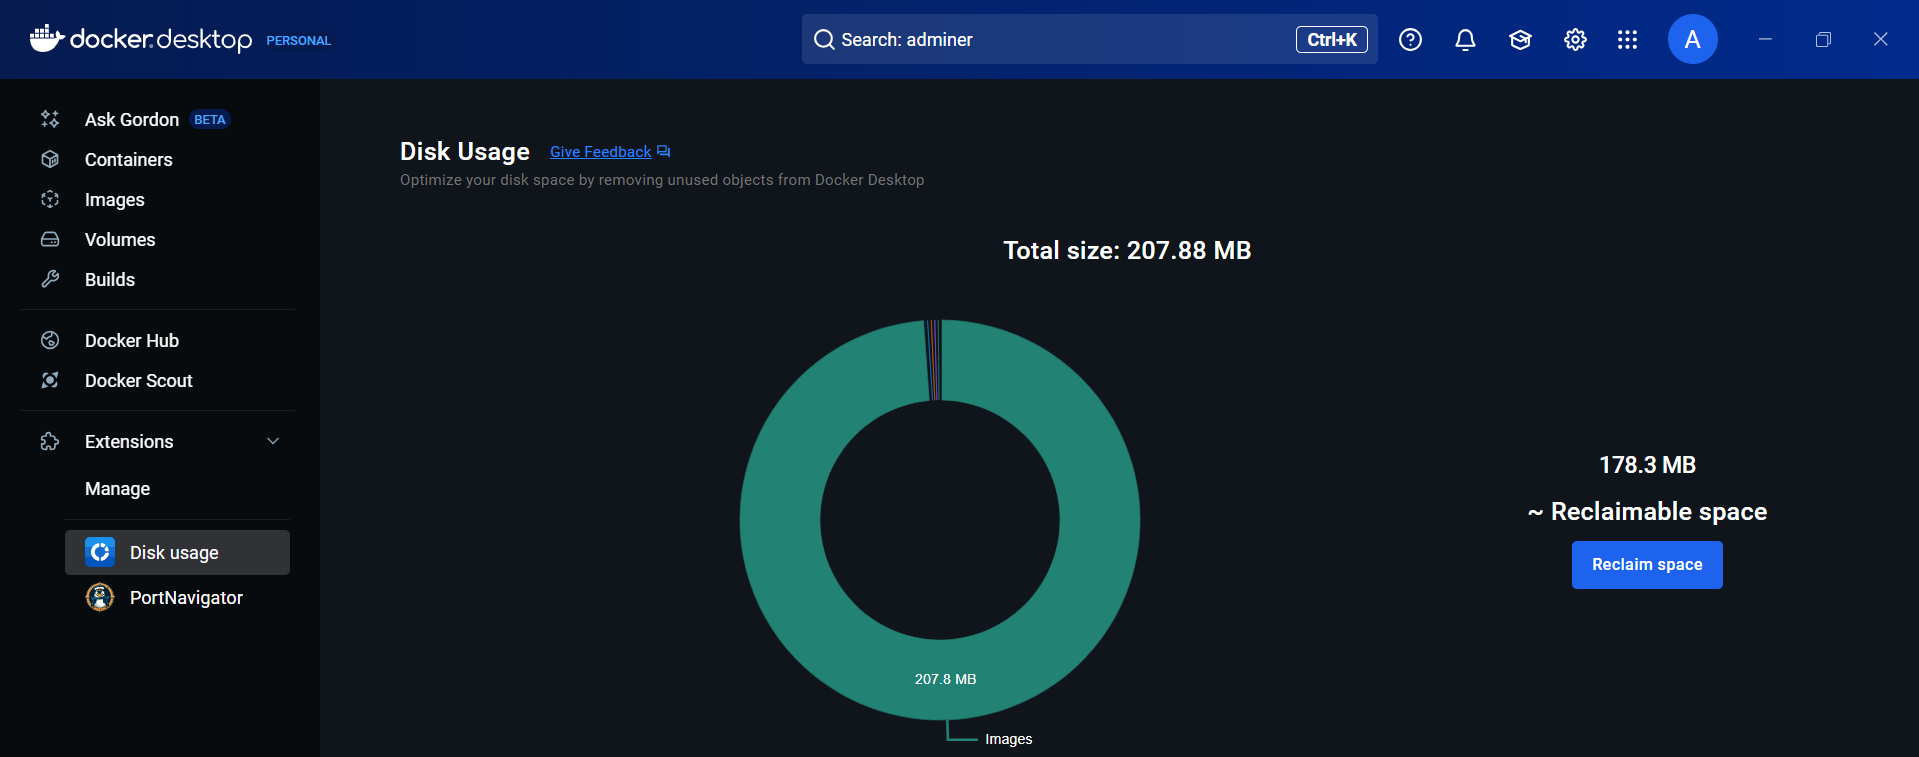 docker.desktop PERSONAL
Search: adminer
Ctrl+K
A
Ask Gordon BETA
Containers
Images
Volumes
Builds
Docker Hub
Docker Scout
Extensions
Manage
Disk usage
PortNavigator
Disk Usage Give Feedback
Optimize your disk space by removing unused objects from Docker Desktop
Total size: 207.88 MB
207.8 MB
Images
178.3 MB
~ Reclaimable space
Reclaim space